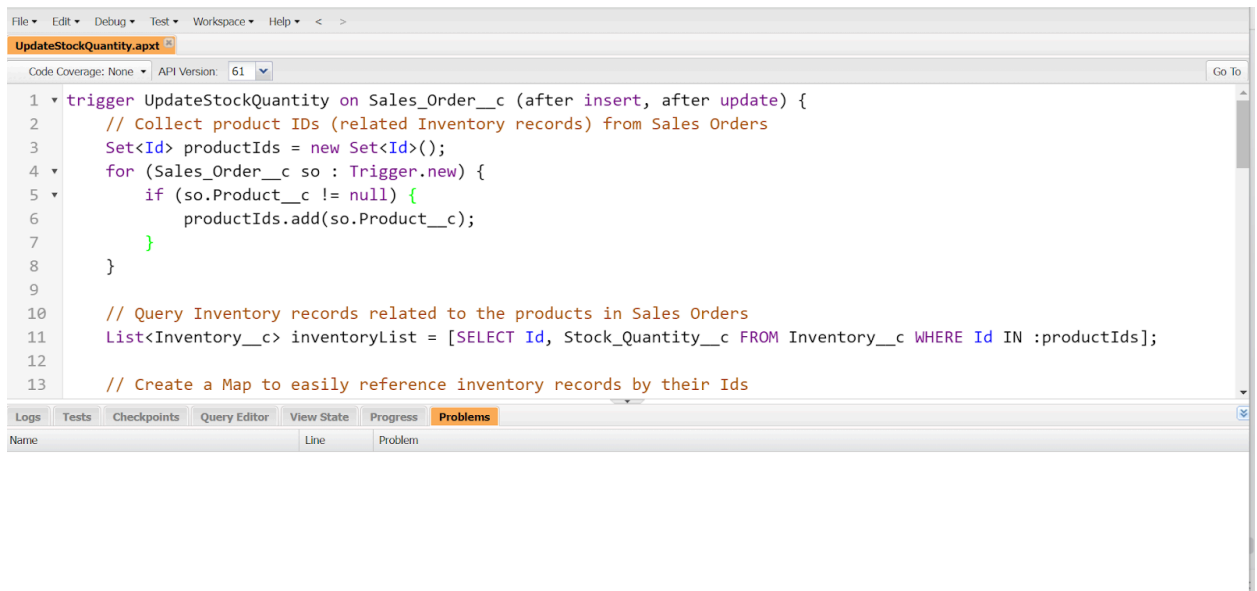 File Edit Debug Test Workspace Help < >
UpdateStockQuantity.apxt
Code Coverage: None API Version: 61 Go To
1 trigger UpdateStockQuantity on Sales_Order__c (after insert, after update) {
2 // Collect product IDs (related Inventory records) from Sales Orders
3 Set<Id> productIds = new Set<Id>();
4 for (Sales_Order__c so : Trigger.new) {
5 if (so.Product__c != null) {
6 productIds.add(so.Product__c);
7 }
8 }
9
10 // Query Inventory records related to the products in Sales Orders
11 List<Inventory__c> inventoryList = [SELECT Id, Stock_Quantity__c FROM Inventory__c WHERE Id IN :productIds];
12
13 // Create a Map to easily reference inventory records by their Ids
Logs Tests Checkpoints Query Editor View State Progress Problems
Name Line Problem